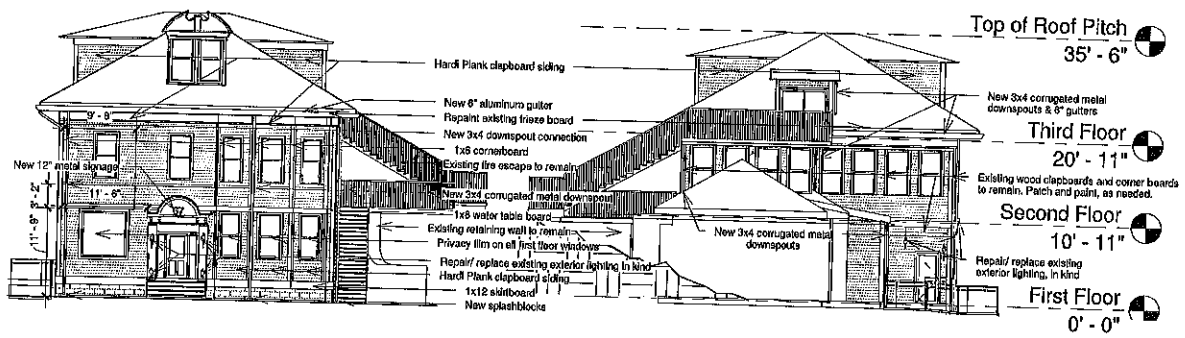 Top of Roof Pitch
35' - 6"
Hardi Plank clapboard siding
New 6" aluminum gutter
Repaint existing frieze board
New 3x4 downspout connection
1x6 cornerboard
Existing fire escape to remain
New 3x4 corrugated metal downspout
1x8 water table board
Existing retaining wall to remain
Privacy film on all first floor windows
Repair/ replace existing exterior lighting in kind
Hardi Plank clapboard siding
1x12 skirtboard
New splashblocks
9' - 8"
New 12" metal signage
11' - 6"
3' - 2"
11' - 9"
New 3x4 corrugated metal
downspouts & 6" gutters
Third Floor
20' - 11"
Existing wood clapboards and corner boards
to remain. Patch and paint, as needed.
Second Floor
10' - 11"
New 3x4 corrugated metal
downspouts
Repair/ replace existing
exterior lighting, in kind
First Floor
0' - 0"